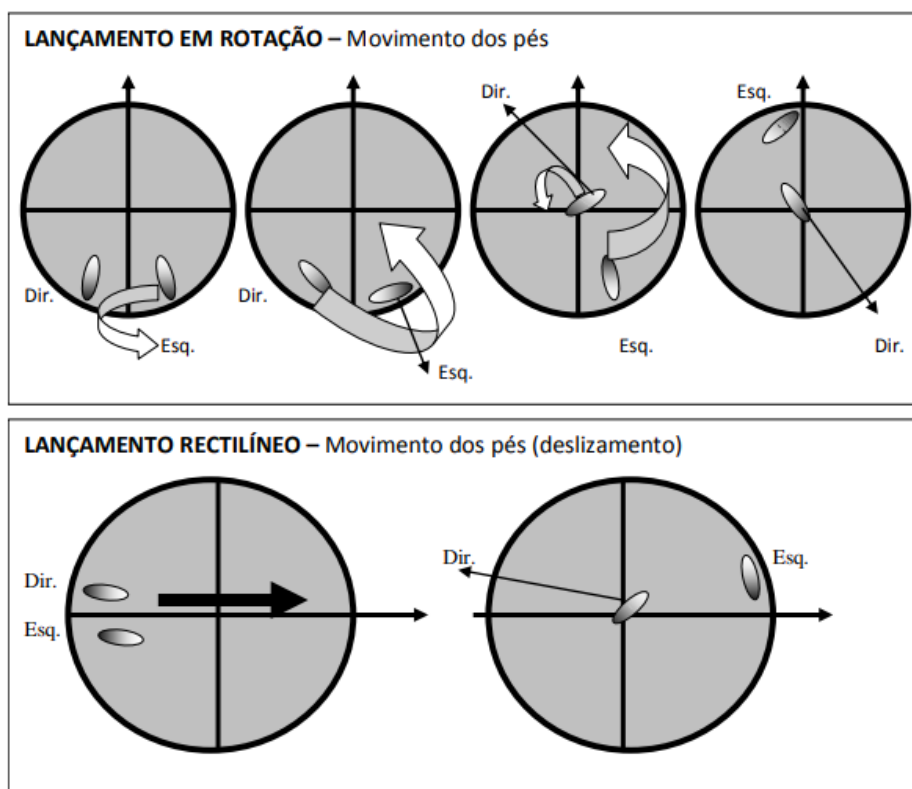 LANÇAMENTO EM ROTAÇÃO – Movimento dos pés
Dir.
Esq.
Dir.
Esq.
Dir.
Esq.
Esq.
Dir.
LANÇAMENTO RECTILÍNEO – Movimento dos pés (deslizamento)
Dir.
Esq.
Dir.
Esq.